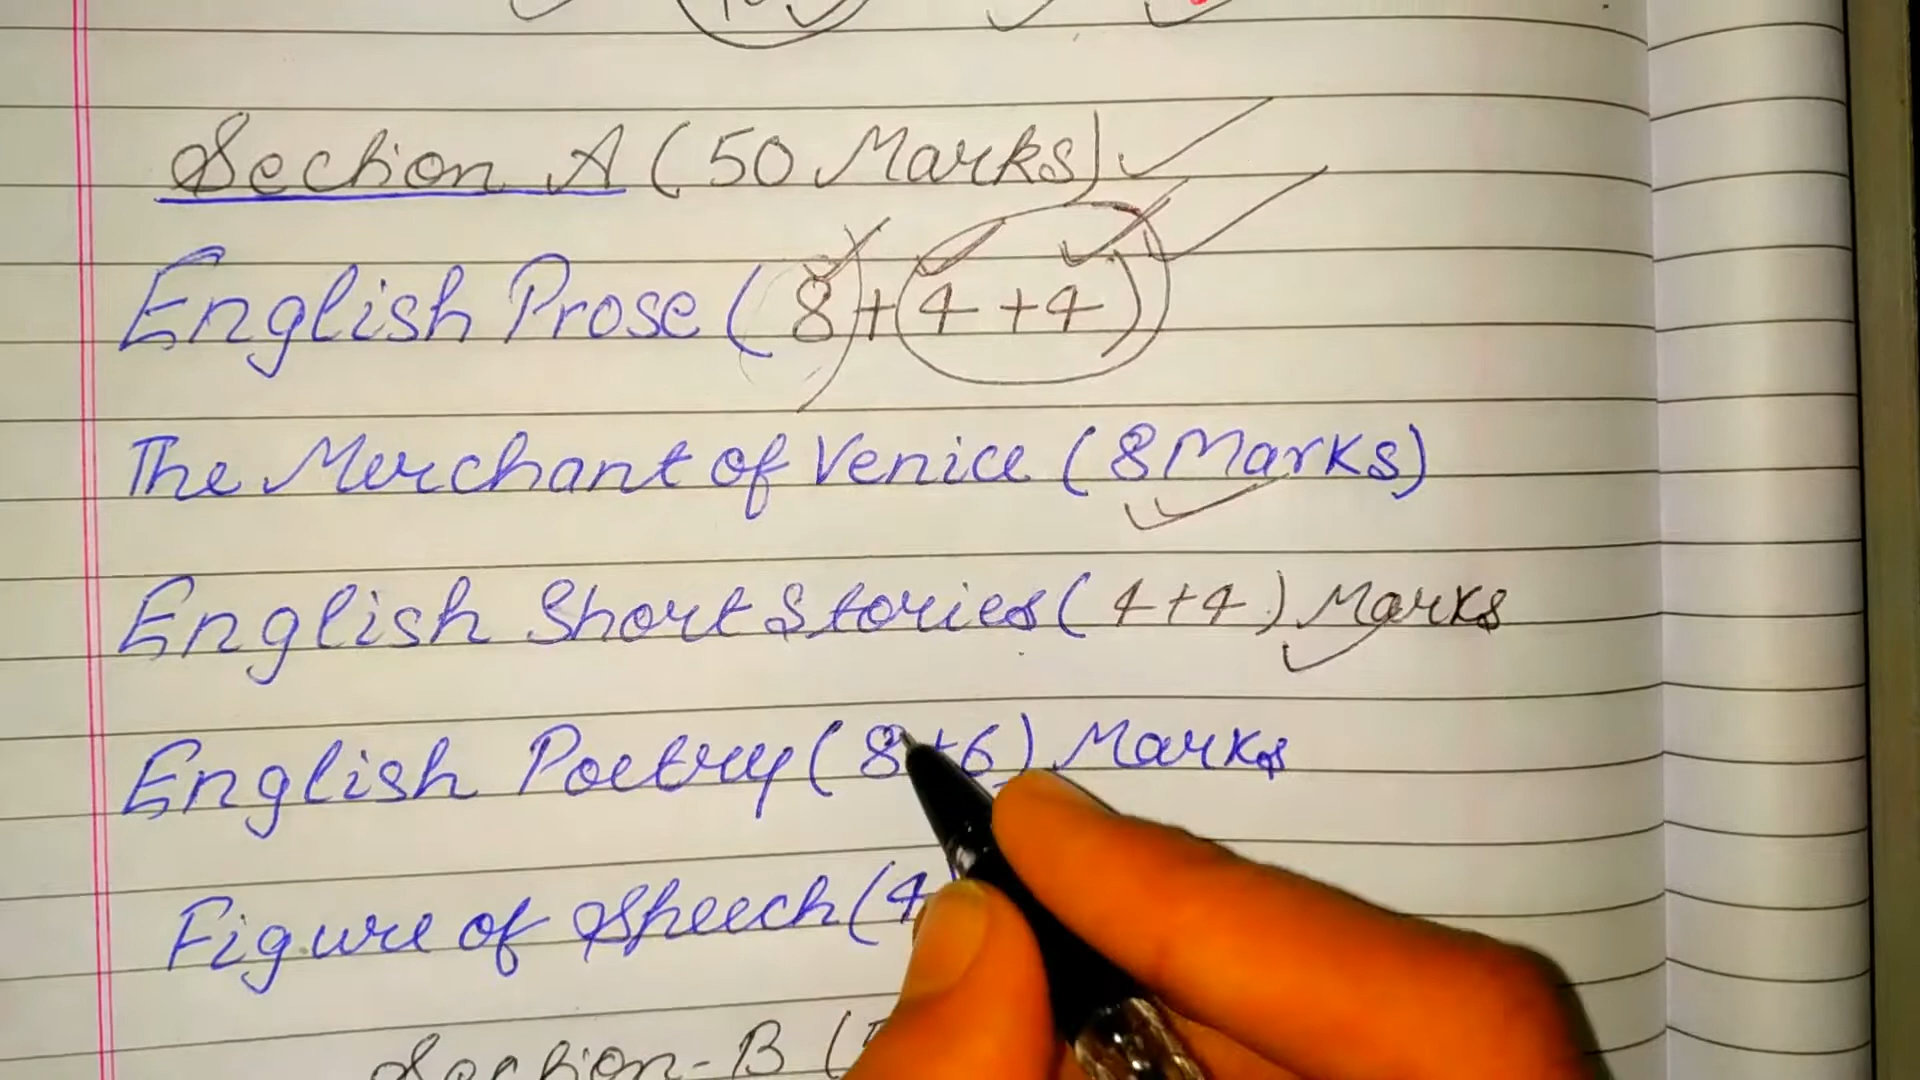 Section A (50 Marks)
English Prose (8+4+4)
The Merchant of Venice (8 Marks)
English Short Stories (4+4) Marks
English Poetry (8+6) Marks
Figure of Speech (4
Section-B (